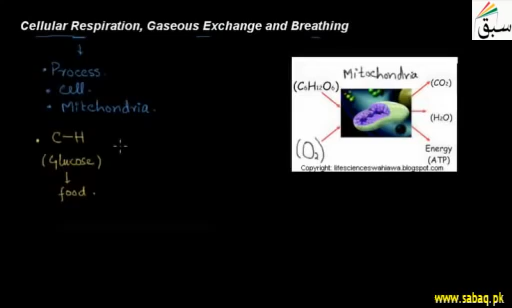 Cellular Respiration, Gaseous Exchange and Breathing
سبق
• Process.
• Cell.
• Mitchondria.
• C-H
(Glucose)
↓
food.
Mitochondria
(C₆H₁₂O₆)
(O₂)
(CO₂)
(H₂O)
Energy
(ATP)
Copyright: lifescienceswahiawa.blogspot.com
www.sabaq.pk